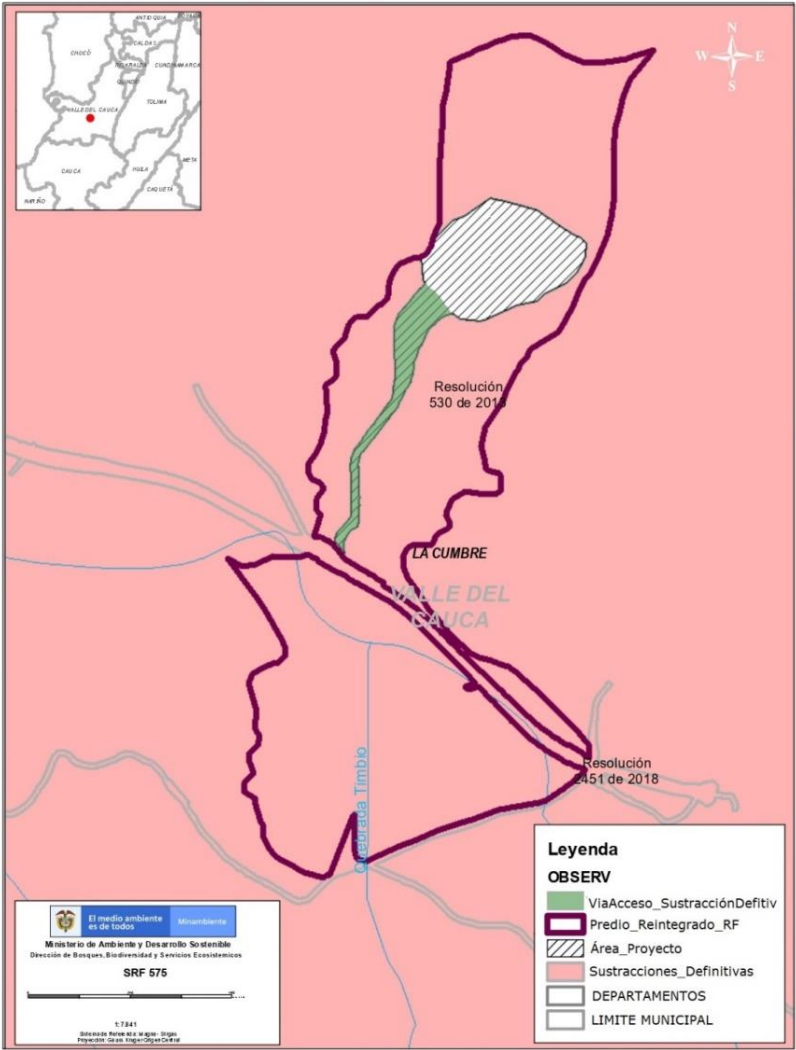 ANTIOQUIA
CHOCÓ
CALDAS
RISARALDA
CUNDINAMARCA
QUINDIO
VALLE DEL CAUCA
TOLIMA
META
CAUCA
HUILA
CAQUETÁ
NARIÑO
N
W E
S
Resolución
530 de 2013
LA CUMBRE
VALLE DEL
CAUCA
Resolución
2451 de 2018
Quebrada Timbio
Leyenda
OBSERV
ViaAcceso_SustracciónDefitiv
Predio_Reintegrado_RF
Área_Proyecto
Sustracciones_Definitivas
DEPARTAMENTOS
LIMITE MUNICIPAL
El medio ambiente
es de todos
Minambiente
Ministerio de Ambiente y Desarrollo Sostenible
Dirección de Bosques, Biodiversidad y Servicios Ecosistemicos
SRF 575
1:7.841